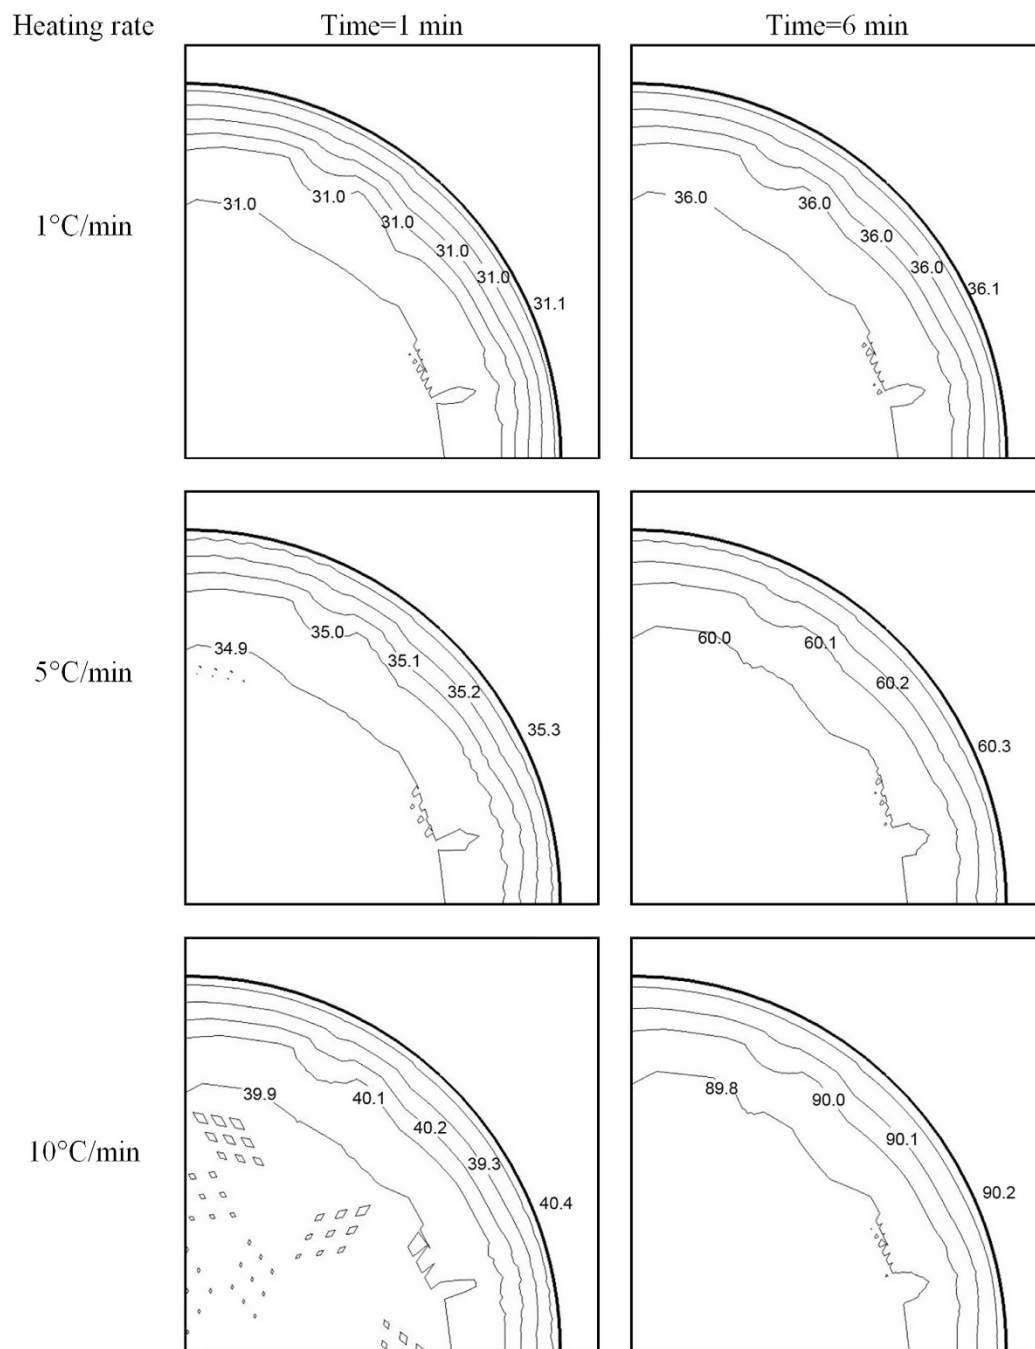 Heating rate Time=1 min Time=6 min
1°C/min
31.0 31.0 31.0 31.0 31.0 31.1
36.0 36.0 36.0 36.0 36.1
5°C/min
34.9 35.0 35.1 35.2 35.3
60.0 60.1 60.2 60.3
10°C/min
39.9 40.1 40.2 39.3 40.4
89.8 90.0 90.1 90.2